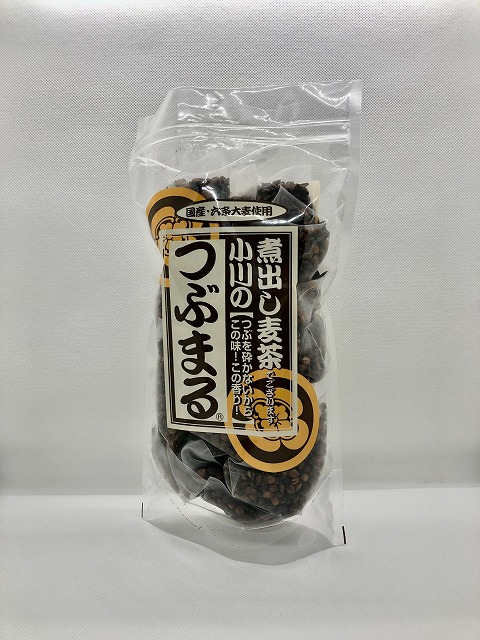 国産・六条大麦使用
煮出し麦茶でございます。
小川の
つぶを砕かないから
この味！この香り！
つぶまる®